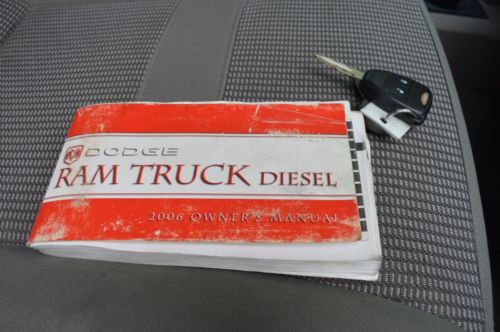 DODGE
RAM TRUCK DIESEL
2006 OWNER'S MANUAL